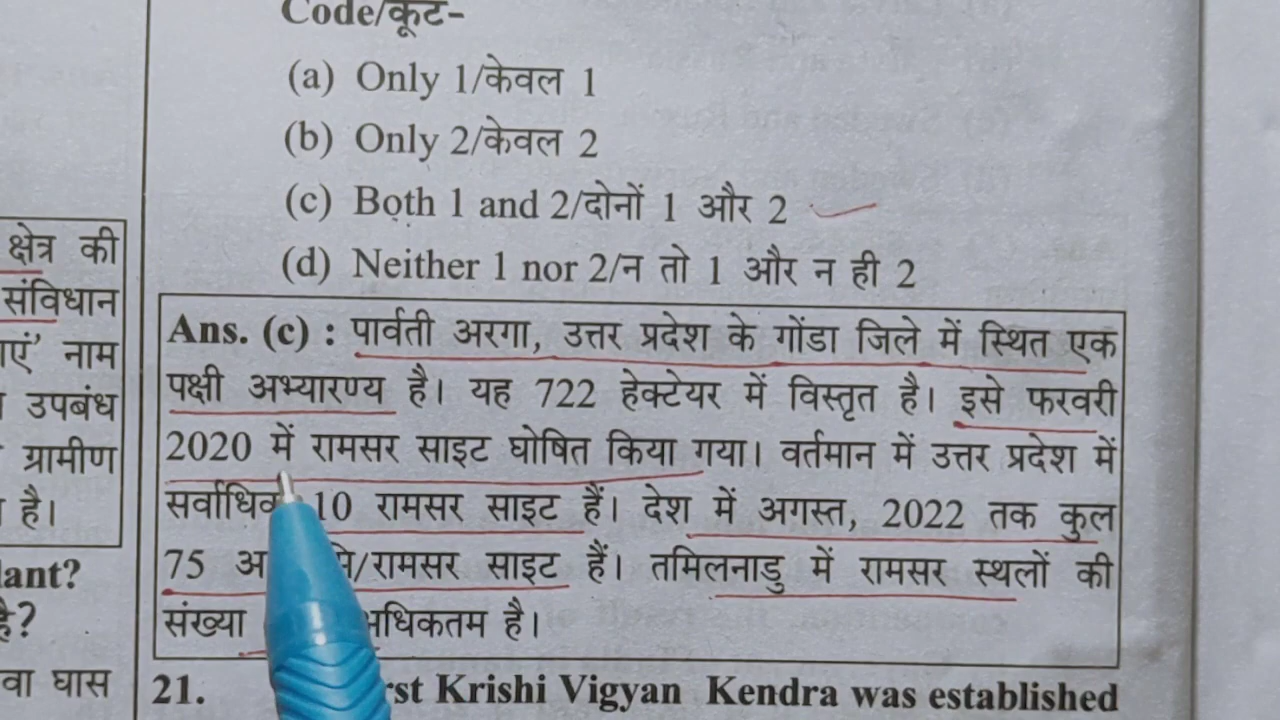 Code/कूट-
(a) Only 1/केवल 1
(b) Only 2/केवल 2
(c) Both 1 and 2/दोनों 1 और 2
(d) Neither 1 nor 2/न तो 1 और न ही 2
Ans. (c) : पार्वती अरगा, उत्तर प्रदेश के गोंडा जिले में स्थित एक
पक्षी अभ्यारण्य है। यह 722 हेक्टेयर में विस्तृत है। इसे फरवरी
2020 में रामसर साइट घोषित किया गया। वर्तमान में उत्तर प्रदेश में
10 रामसर साइट हैं। देश में अगस्त, 2022 तक कुल
75 /रामसर साइट हैं। तमिलनाडु में रामसर स्थलों की
संख्या अधिकतम है।
21. Krishi Vigyan Kendra was established
क्षेत्र की
संविधान
नाम
उपबंध
ग्रामीण
है।
है?
घास